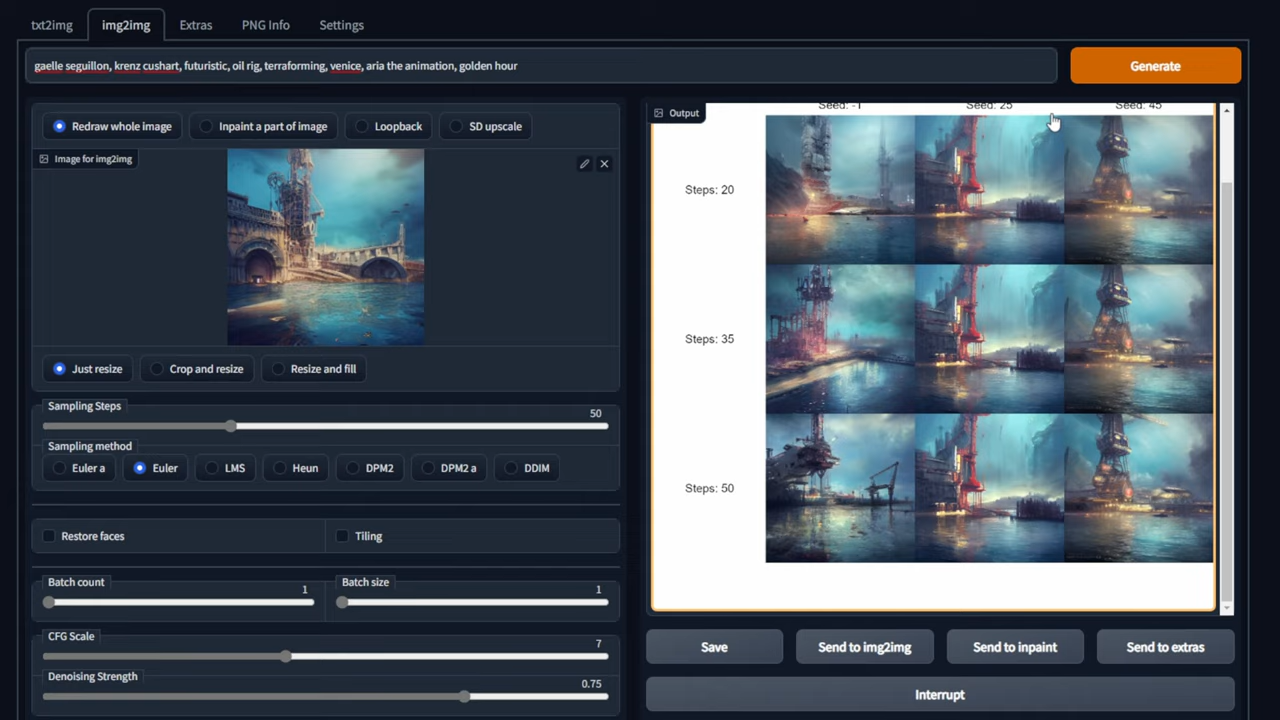 txt2img img2img Extras PNG Info Settings
gaelle seguillon, krenz cushart, futuristic, oil rig, terraforming, venice, aria the animation, golden hour
Generate
Redraw whole image Inpaint a part of image Loopback SD upscale
Image for img2img
Just resize Crop and resize Resize and fill
Sampling Steps
50
Sampling method
Euler a Euler LMS Heun DPM2 DPM2 a DDIM
Restore faces Tiling
Batch count 1 Batch size 1
CFG Scale
7
Denoising Strength
0.75
Output
Seed: -1 Seed: 25 Seed: 45
Steps: 20
Steps: 35
Steps: 50
Save Send to img2img Send to inpaint Send to extras
Interrupt